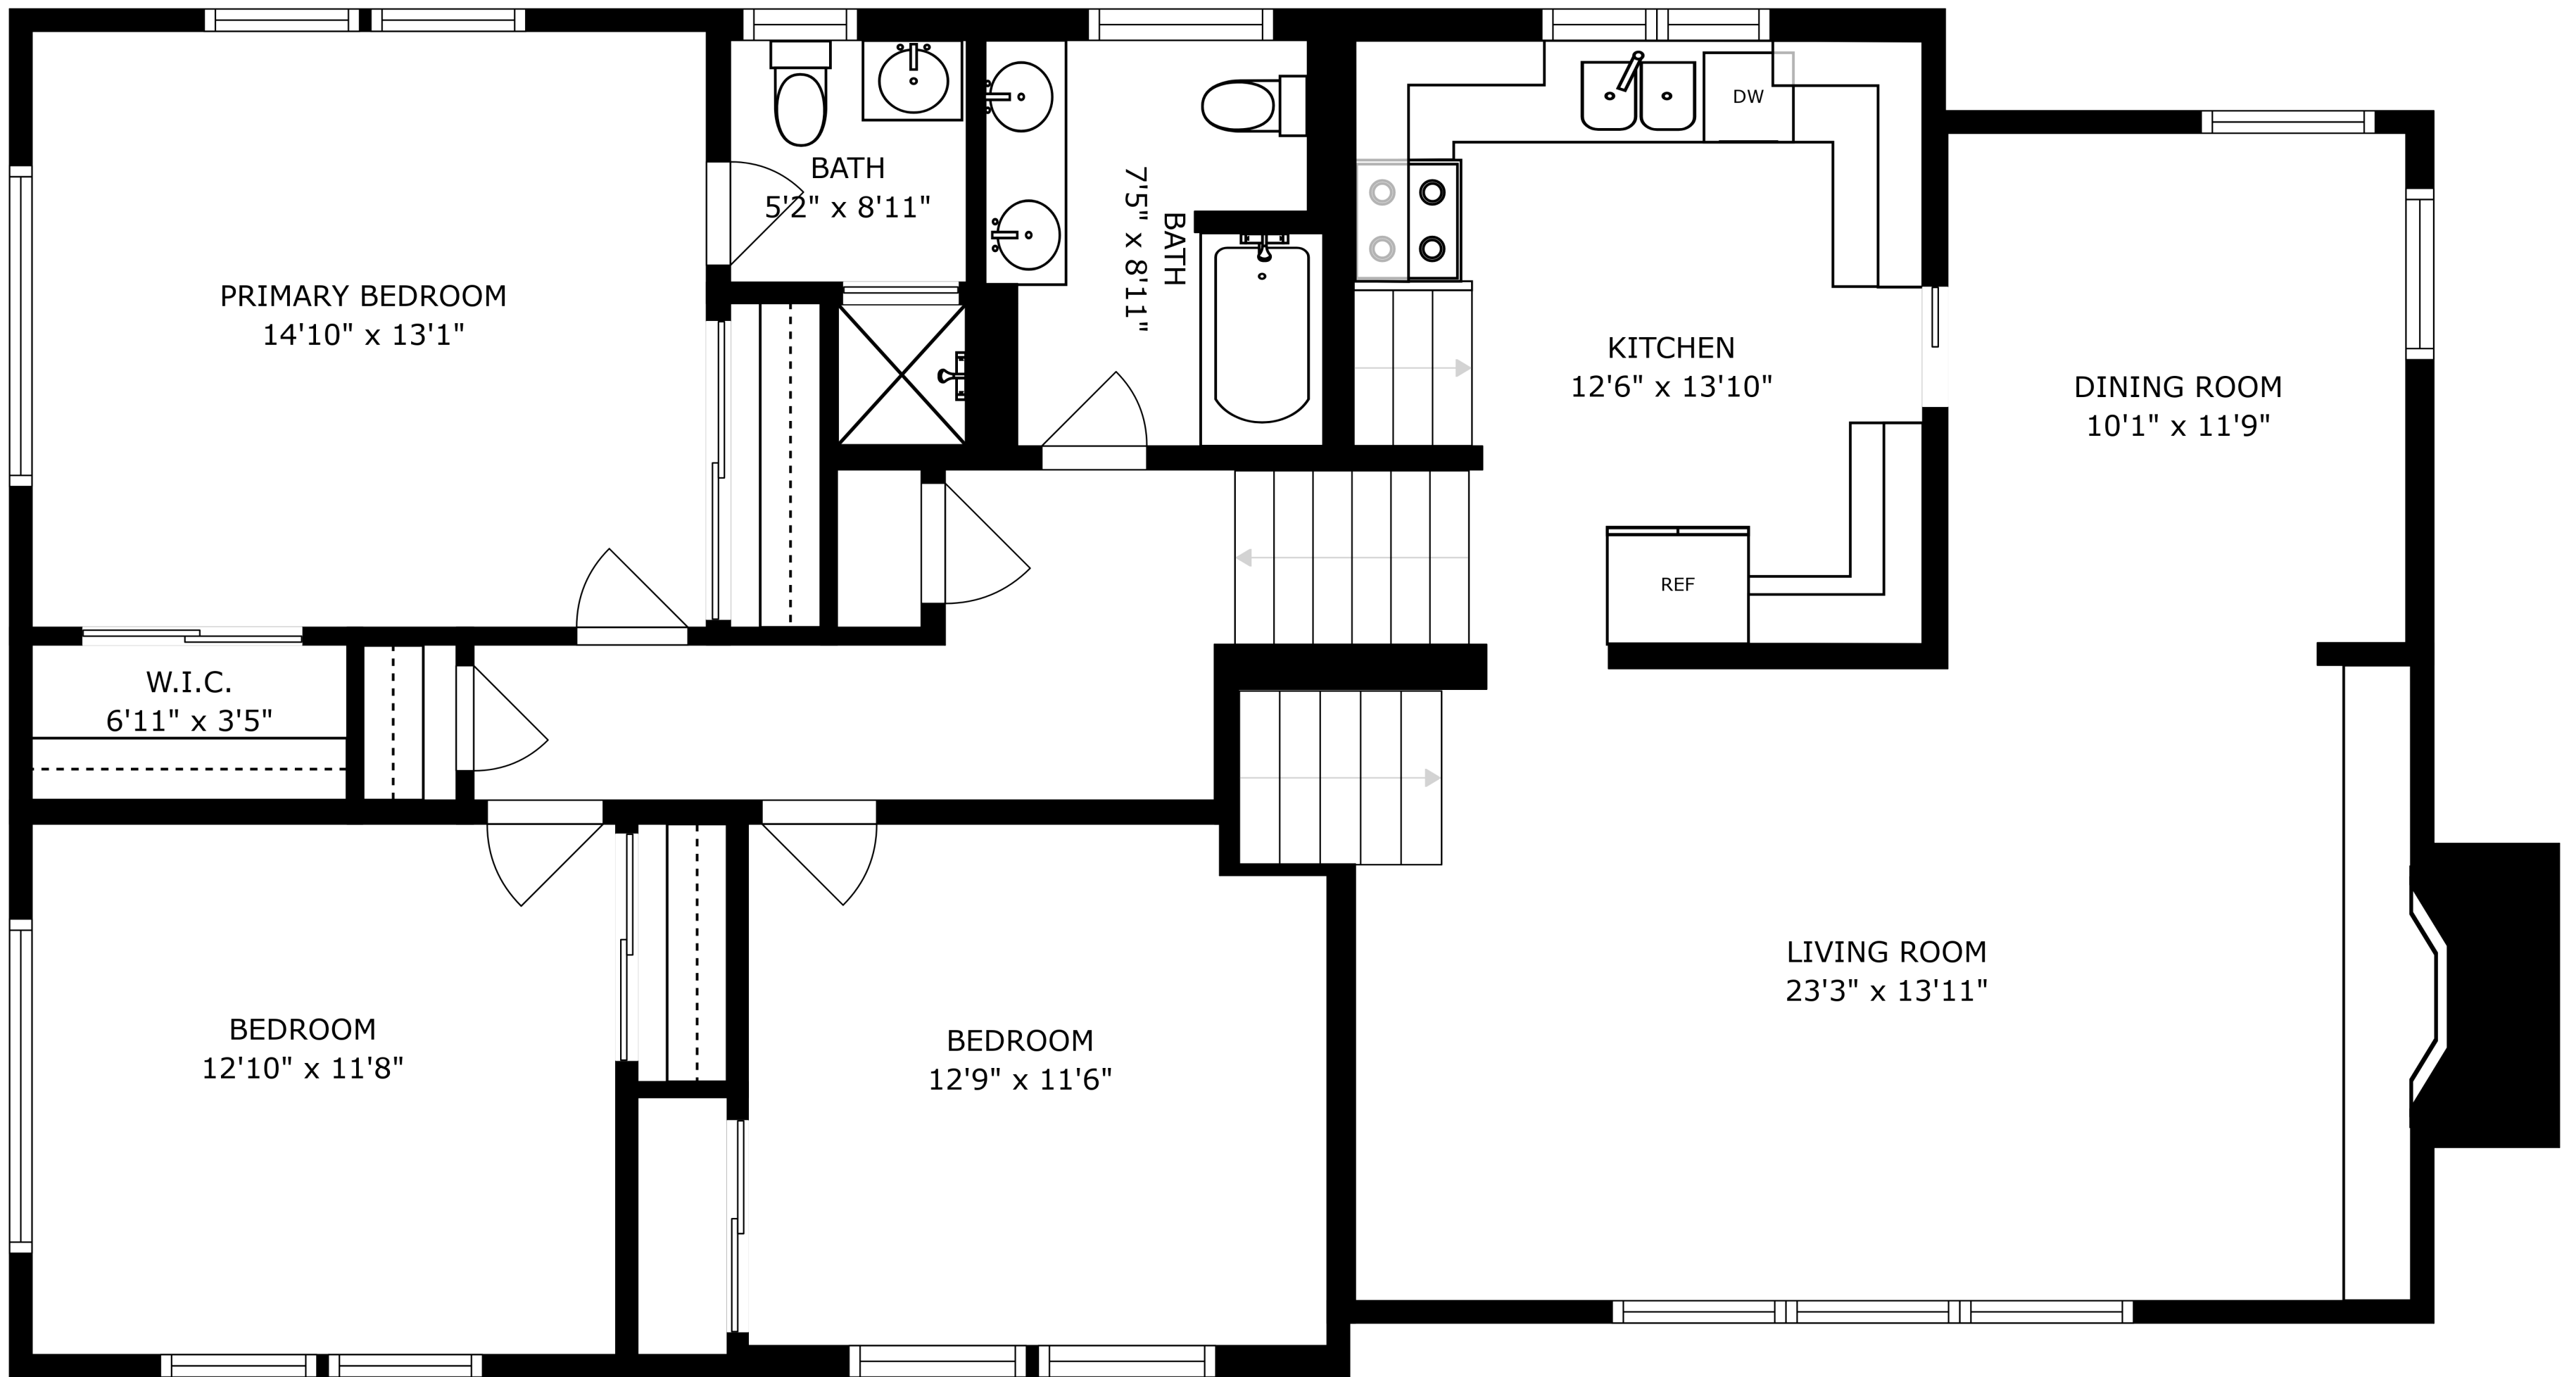 BATH
5'2" x 8'11"
BATH
7'5" x 8'11"
DW
PRIMARY BEDROOM
14'10" x 13'1"
KITCHEN
12'6" x 13'10"
DINING ROOM
10'1" x 11'9"
REF
W.I.C.
6'11" x 3'5"
LIVING ROOM
23'3" x 13'11"
BEDROOM
12'10" x 11'8"
BEDROOM
12'9" x 11'6"